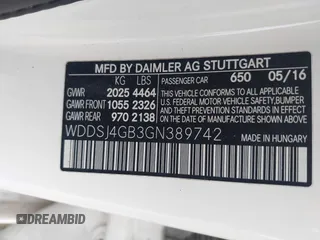 MFD BY DAIMLER AG STUTTGART
KG LBS PASSENGER CAR 650 05/16
GVWR 2025 4464
GAWR FRONT 1055 2326
GAWR REAR 970 2138
THIS VEHICLE CONFORMS TO ALL
APPLICABLE U.S. FEDERAL MOTOR
VEHICLE SAFETY, BUMPER, AND
THEFT PREVENTION STANDARDS
IN EFFECT ON THE DATE
OF MANUFACTURE SHOWN ABOVE.
WDDSJ4GB3GN389742
MADE IN HUNGARY
DREAMBID